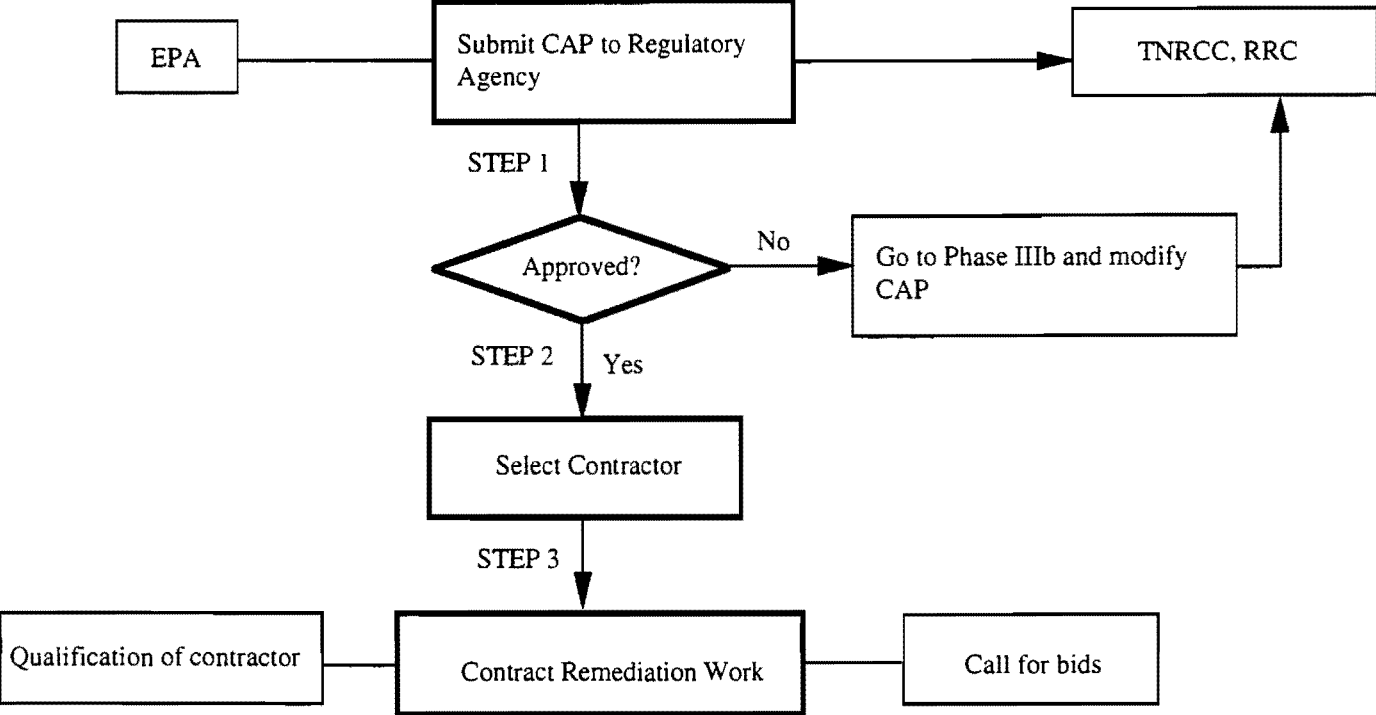 EPA
Submit CAP to Regulatory
Agency
TNRCC, RRC
STEP 1
Approved?
No
Go to Phase IIIb and modify
CAP
STEP 2
Yes
Select Contractor
STEP 3
Qualification of contractor
Contract Remediation Work
Call for bids